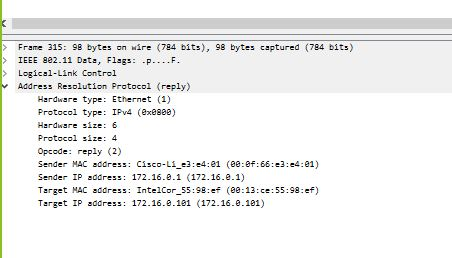 Frame 315: 98 bytes on wire (784 bits), 98 bytes captured (784 bits)
IEEE 802.11 Data, Flags: .p....F.
Logical-Link Control
Address Resolution Protocol (reply)
Hardware type: Ethernet (1)
Protocol type: IPv4 (0x0800)
Hardware size: 6
Protocol size: 4
Opcode: reply (2)
Sender MAC address: Cisco-Li_e3:e4:01 (00:0f:66:e3:e4:01)
Sender IP address: 172.16.0.1 (172.16.0.1)
Target MAC address: IntelCor_55:98:ef (00:13:ce:55:98:ef)
Target IP address: 172.16.0.101 (172.16.0.101)